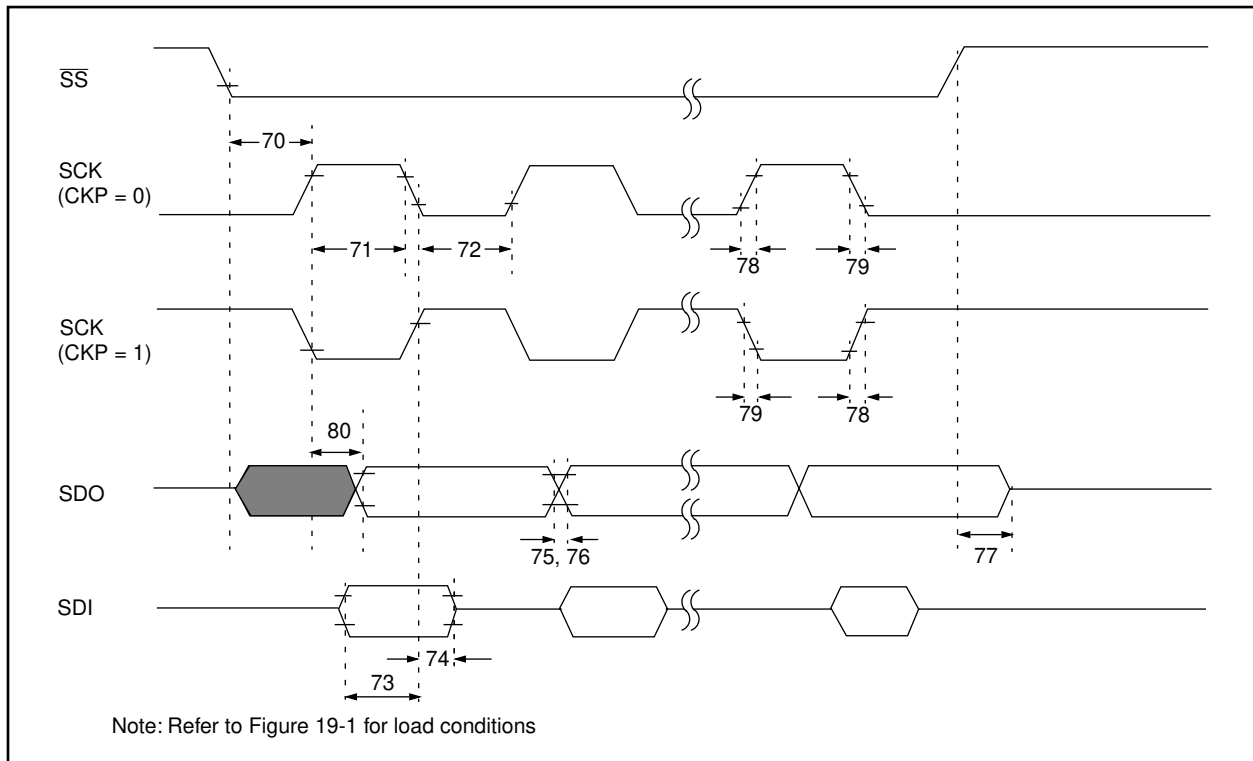 SS
70
SCK
(CKP = 0)
71
72
78
79
SCK
(CKP = 1)
79
78
80
SDO
75, 76
77
SDI
74
73
Note: Refer to Figure 19-1 for load conditions